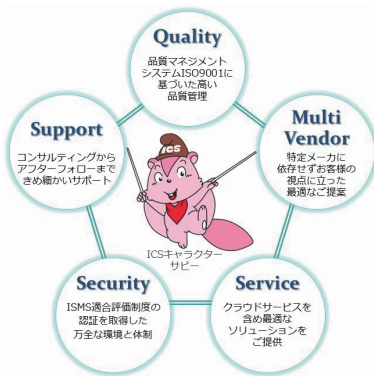 Quality
品質マネジメント
システムISO9001に
基づいた高い
品質管理
Support
コンサルティングから
アフターフォローまで
きめ細かいサポート
Multi
Vendor
特定メーカに
依存せずお客様の
視点に立った
最適なご提案
ICS
ICSキャラクター
サビー
Security
ISMS適合評価制度の
認証を取得した
万全な環境と体制
Service
クラウドサービスを
含め最適な
ソリューションを
ご提供